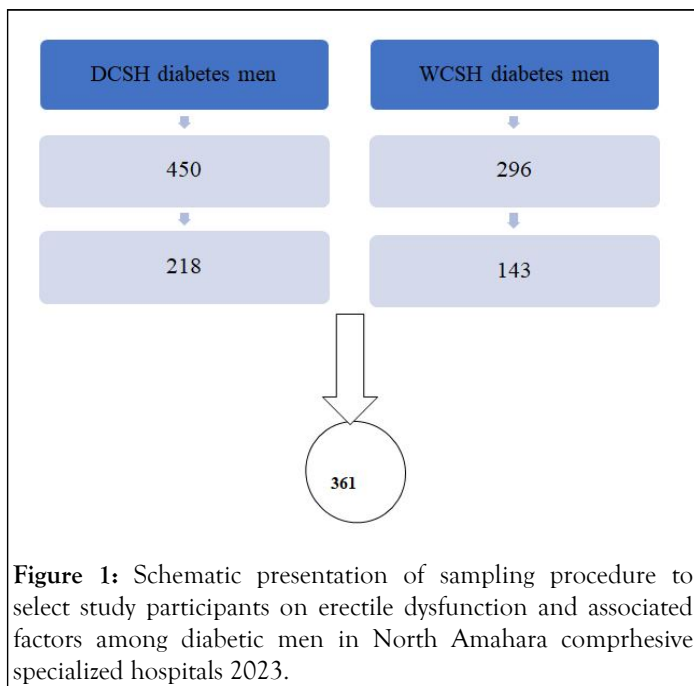 DCSH diabetes men
WCSH diabetes men
450
296
218
143
361
Figure 1: Schematic presentation of sampling procedure to
select study participants on erectile dysfunction and associated
factors among diabetic men in North Amahara comprhesive
specialized hospitals 2023.